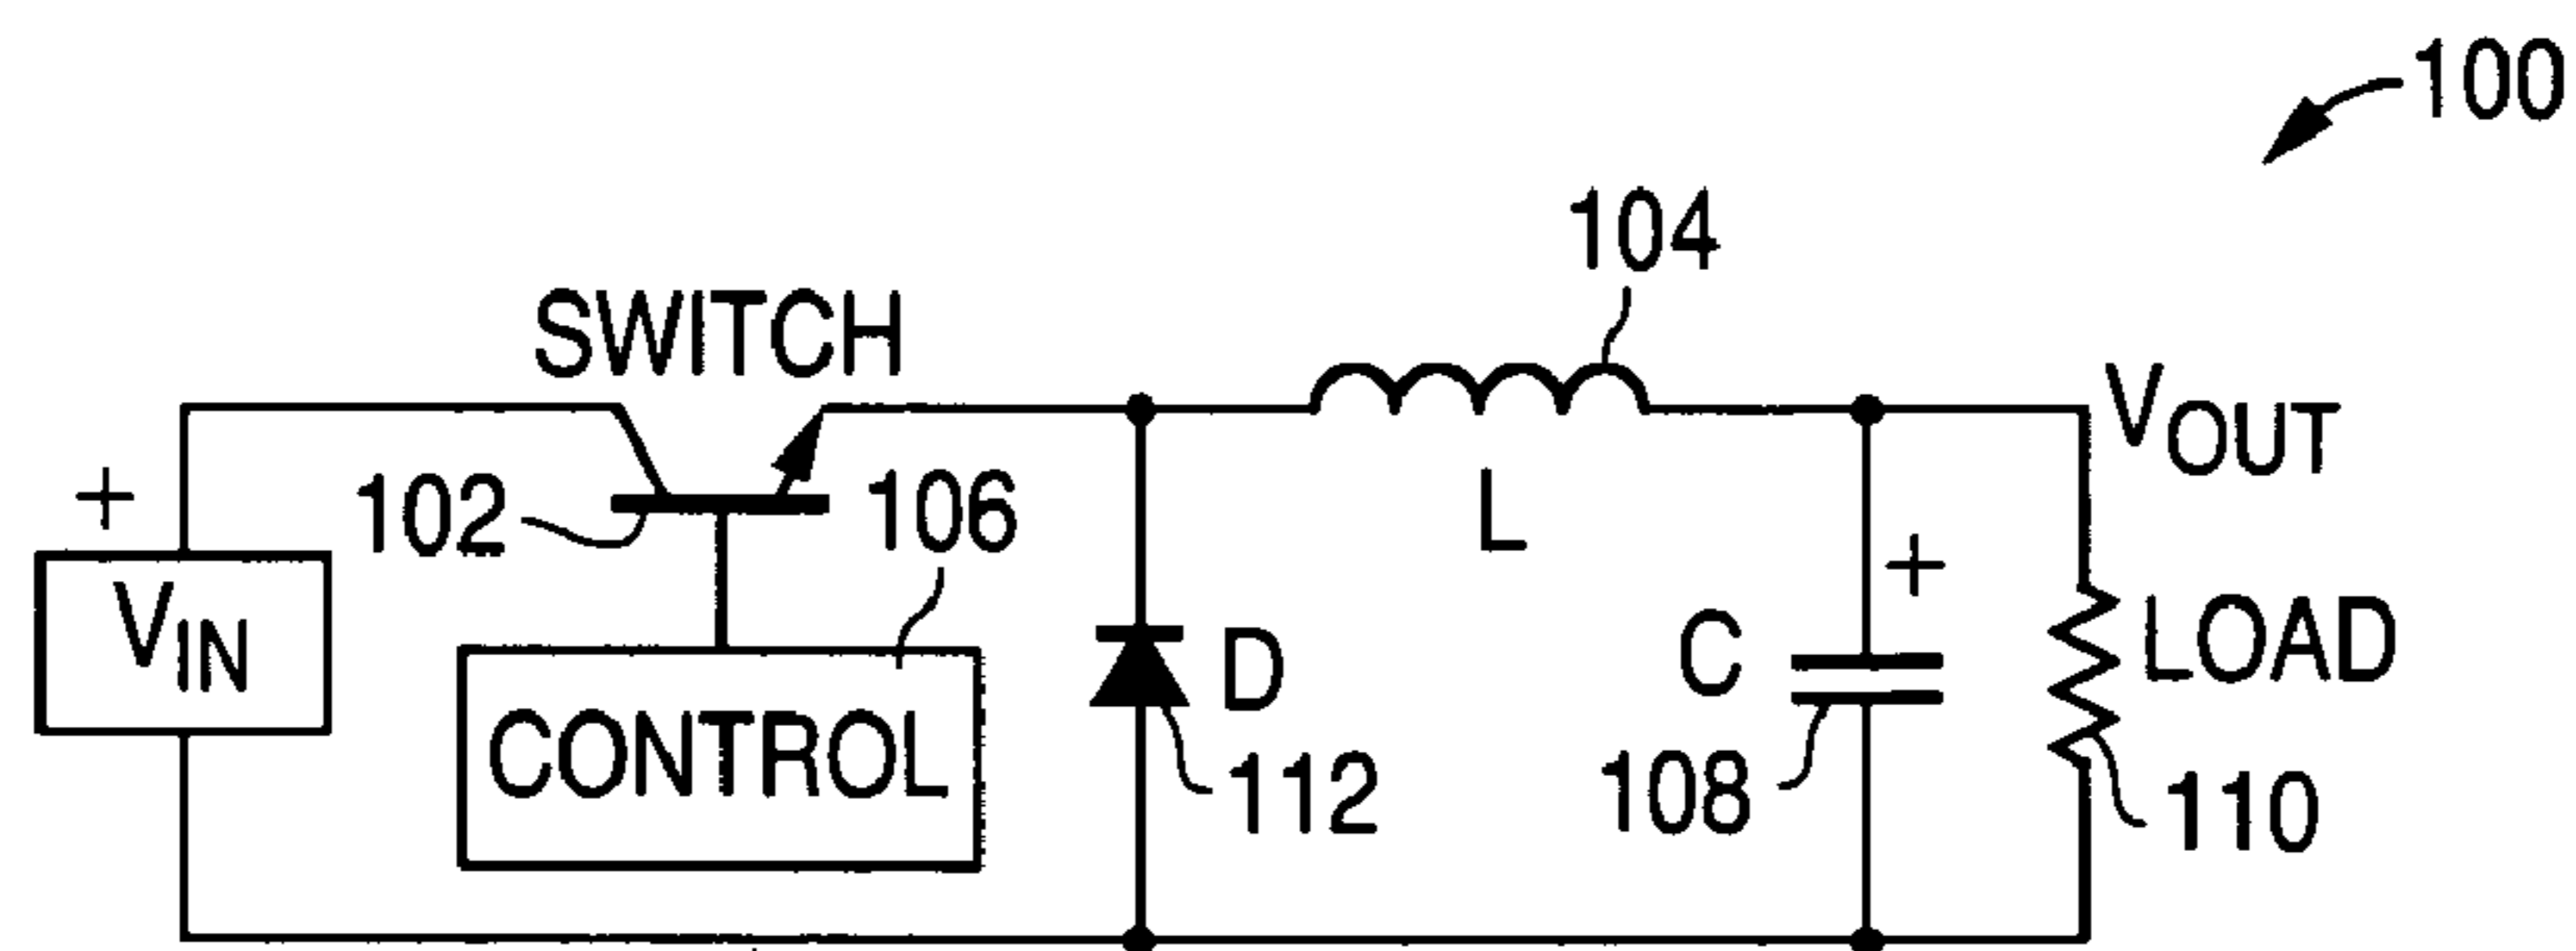 100
104
SWITCH
VOUT
+
102
106
L
+
VIN
C
LOAD
D
CONTROL
112
108
110